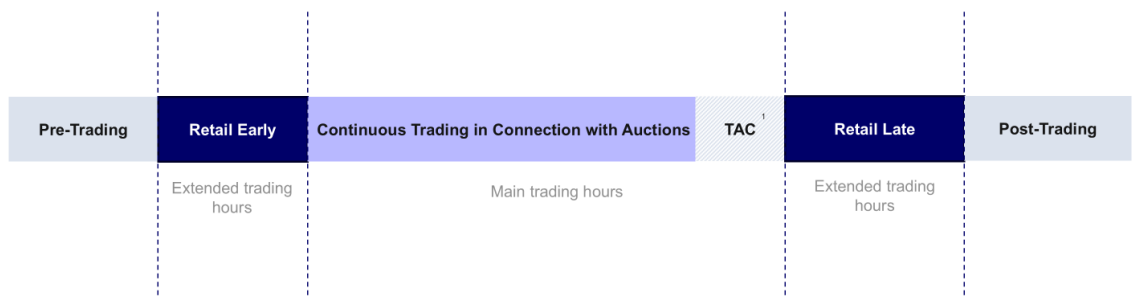 Pre-Trading
Retail Early
Continuous Trading in Connection with Auctions
TAC 1
Retail Late
Post-Trading
Extended trading
hours
Main trading hours
Extended trading
hours